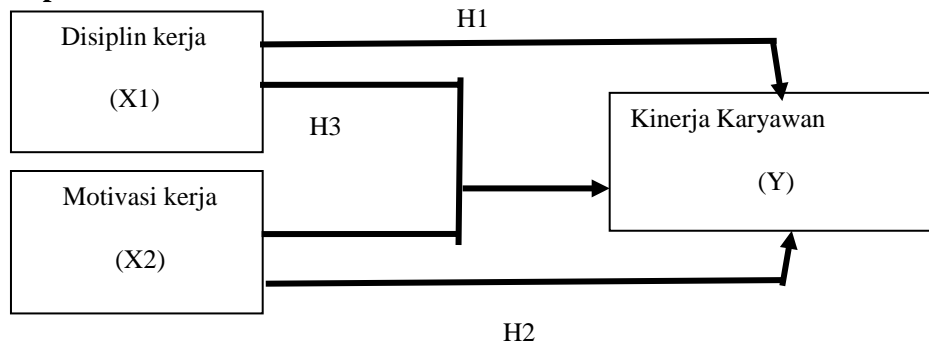 H1
Disiplin kerja
(X1)
H3
Kinerja Karyawan
(Y)
Motivasi kerja
(X2)
H2